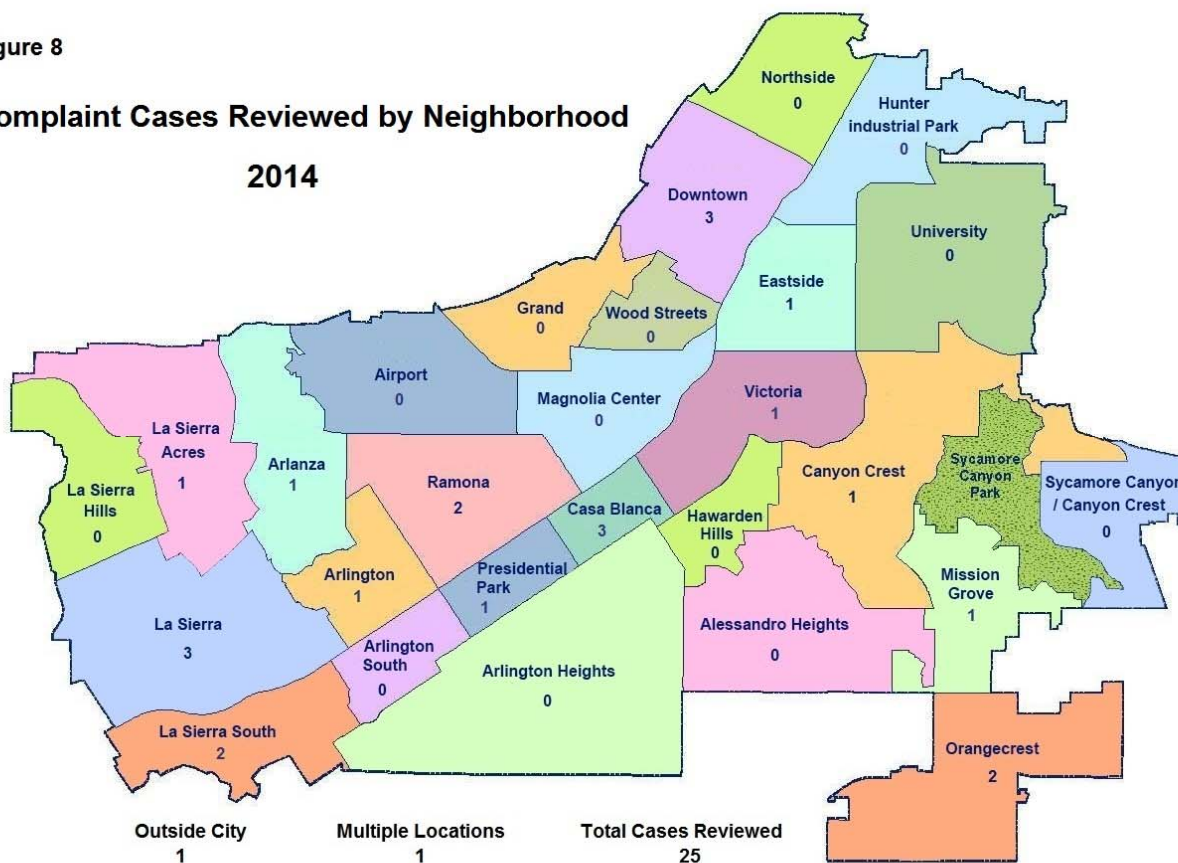 gure 8
omplaint Cases Reviewed by Neighborhood
2014
Northside
0
Hunter
industrial Park
0
Downtown
3
University
0
Eastside
1
Grand
0
Wood Streets
0
Airport
0
Magnolia Center
0
Victoria
1
La Sierra
Acres
1
Arlanza
1
Ramona
2
Canyon Crest
1
Sycamore
Canyon
Park
Sycamore Canyon
/ Canyon Crest
0
La Sierra
Hills
0
Casa Blanca
3
Hawarden
Hills
0
Arlington
1
Presidential
Park
1
Mission
Grove
1
La Sierra
3
Alessandro Heights
0
Arlington
South
0
Arlington Heights
0
La Sierra South
2
Orangecrest
2
Outside City
1
Multiple Locations
1
Total Cases Reviewed
25